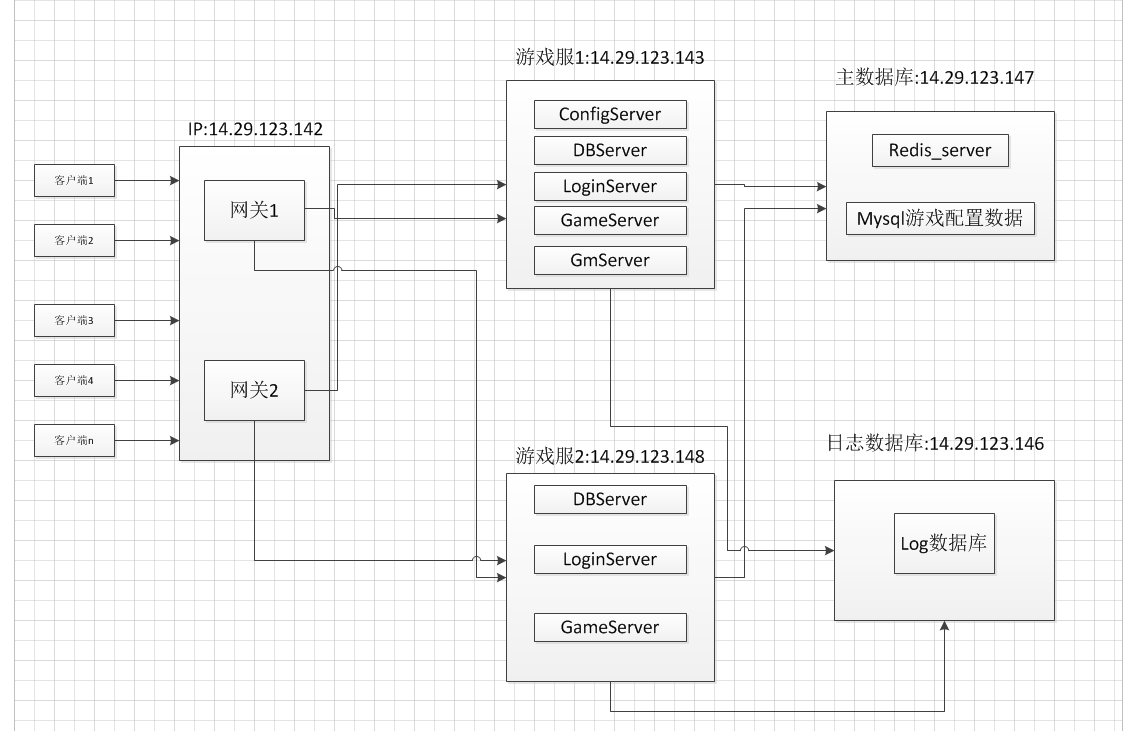 IP:14.29.123.142
客户端1
客户端2
客户端3
客户端4
客户端n
网关1
网关2
游戏服1:14.29.123.143
ConfigServer
DBServer
LoginServer
GameServer
GmServer
游戏服2:14.29.123.148
DBServer
LoginServer
GameServer
主数据库:14.29.123.147
Redis_server
Mysql游戏配置数据
日志数据库:14.29.123.146
Log数据库